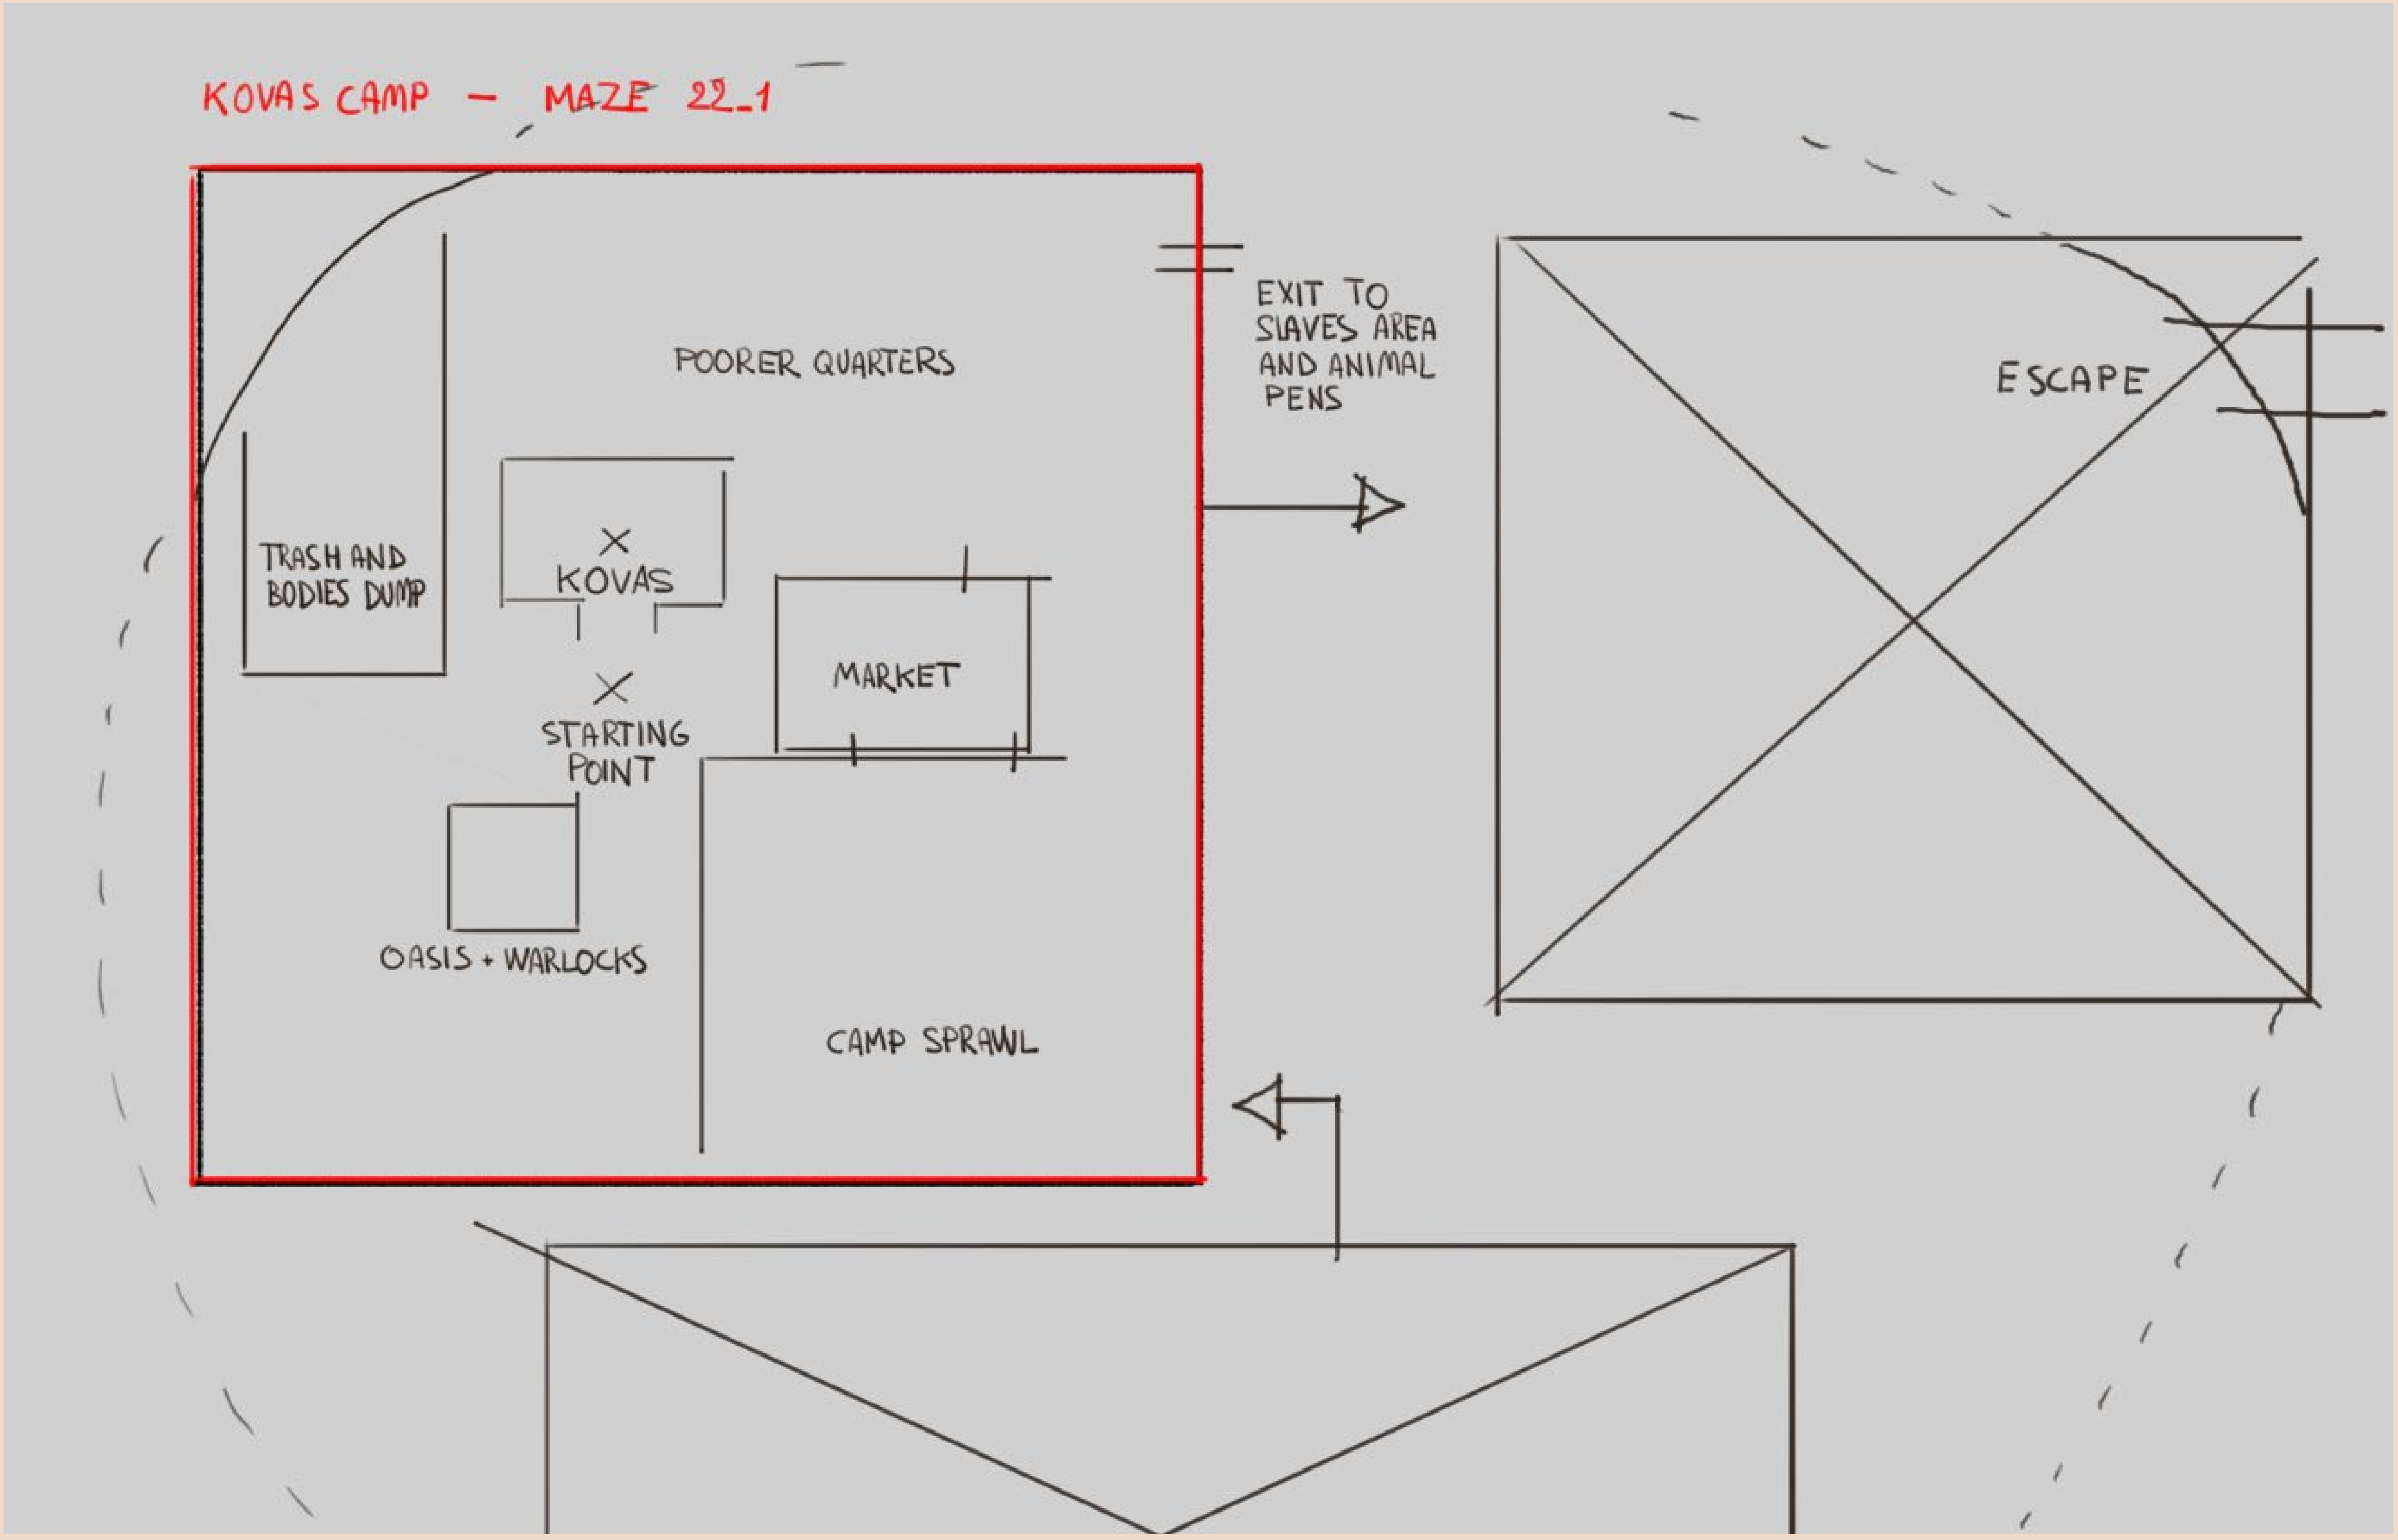 KOVAS CAMP - MAZE 22_1
EXIT TO
SLAVES AREA
AND ANIMAL
PENS
POORER QUARTERS
ESCAPE
TRASH AND
BODIES DUMP
KOVAS
MARKET
STARTING
POINT
OASIS + WARLOCKS
CAMP SPRAWL